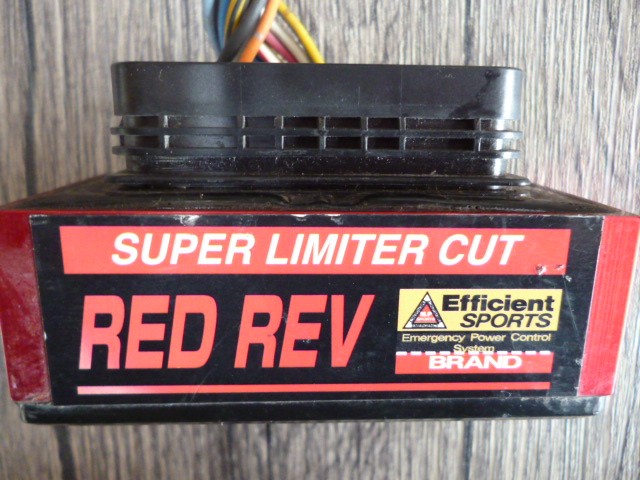 SUPER LIMITER CUT
RED REV
Efficient
SPORTS
Emergency Power Control
System
BRAND